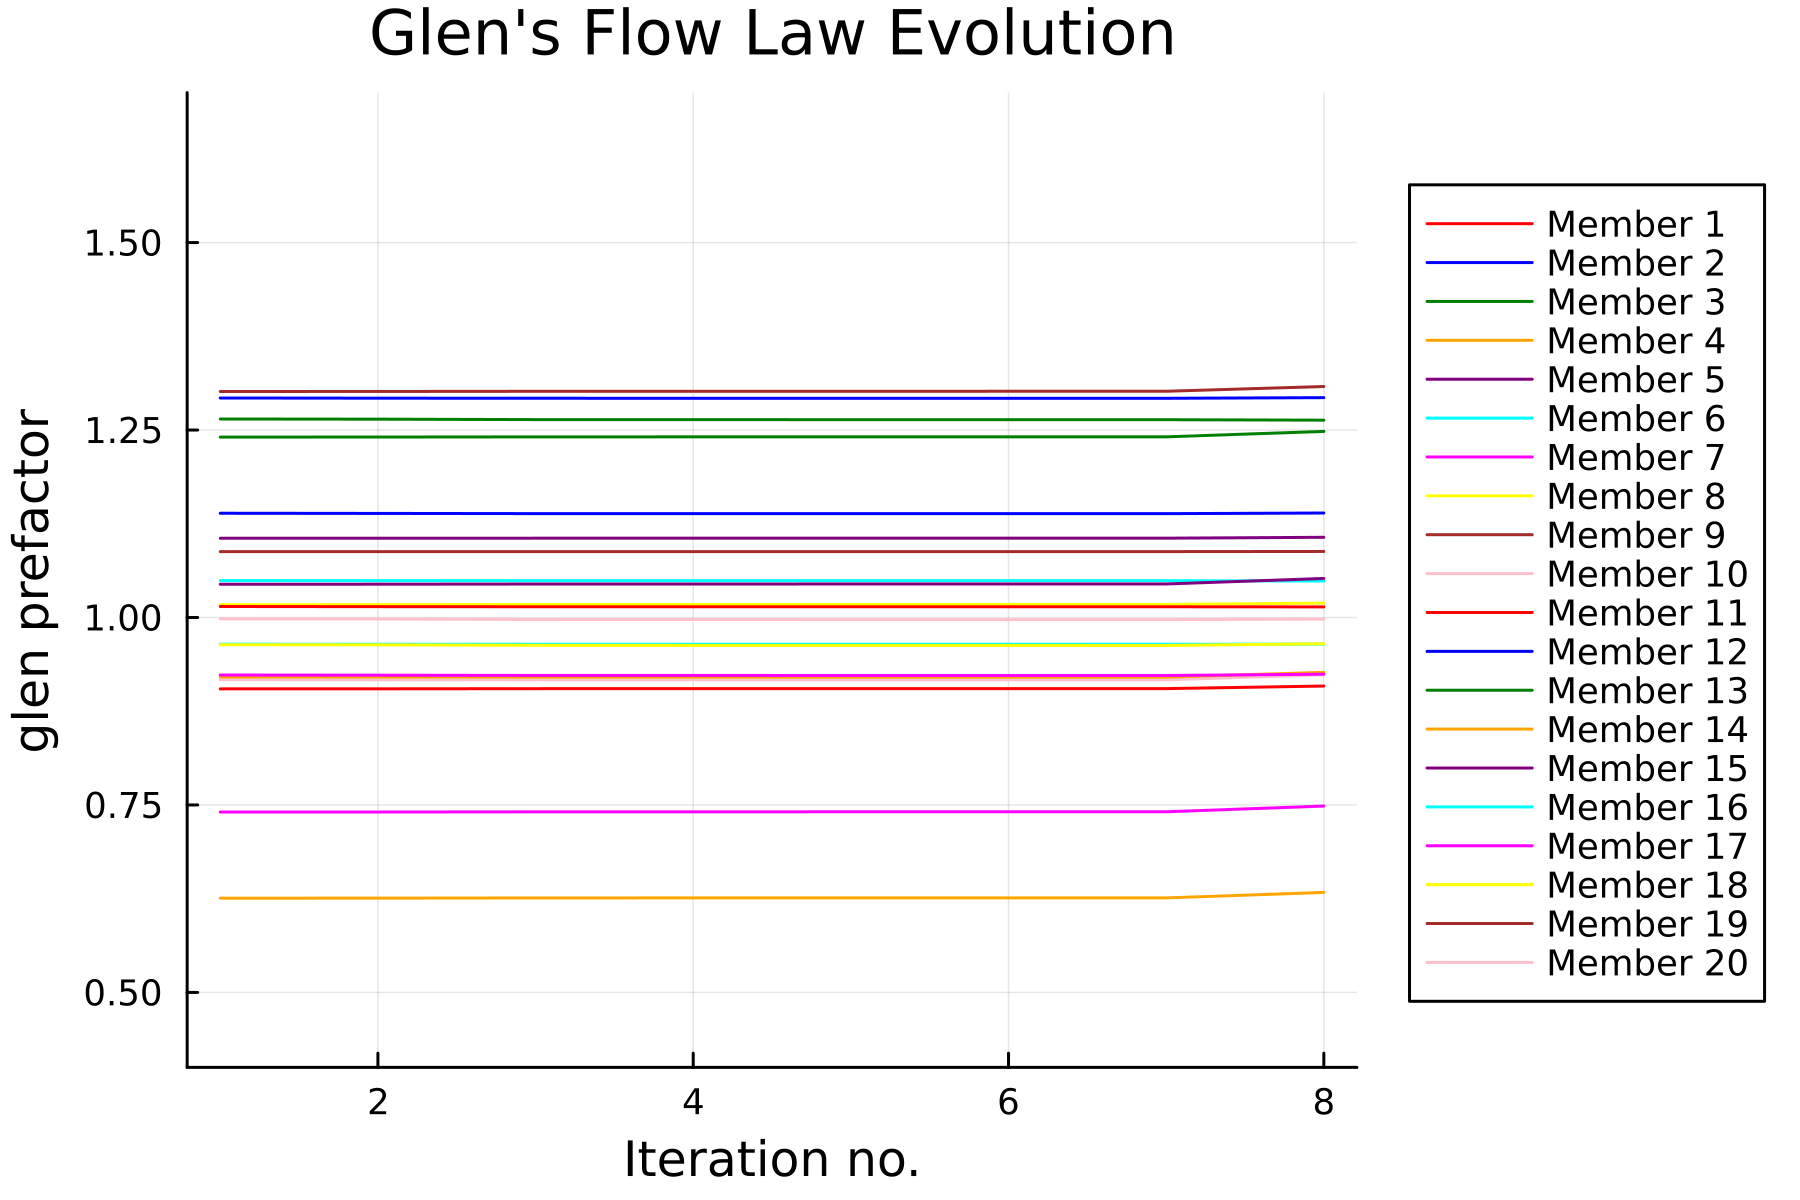 Glen's Flow Law Evolution
glen prefactor
1.50
1.25
1.00
0.75
0.50
2 4 6 8
Iteration no.
Member 1
Member 2
Member 3
Member 4
Member 5
Member 6
Member 7
Member 8
Member 9
Member 10
Member 11
Member 12
Member 13
Member 14
Member 15
Member 16
Member 17
Member 18
Member 19
Member 20